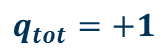 q_tot = +1